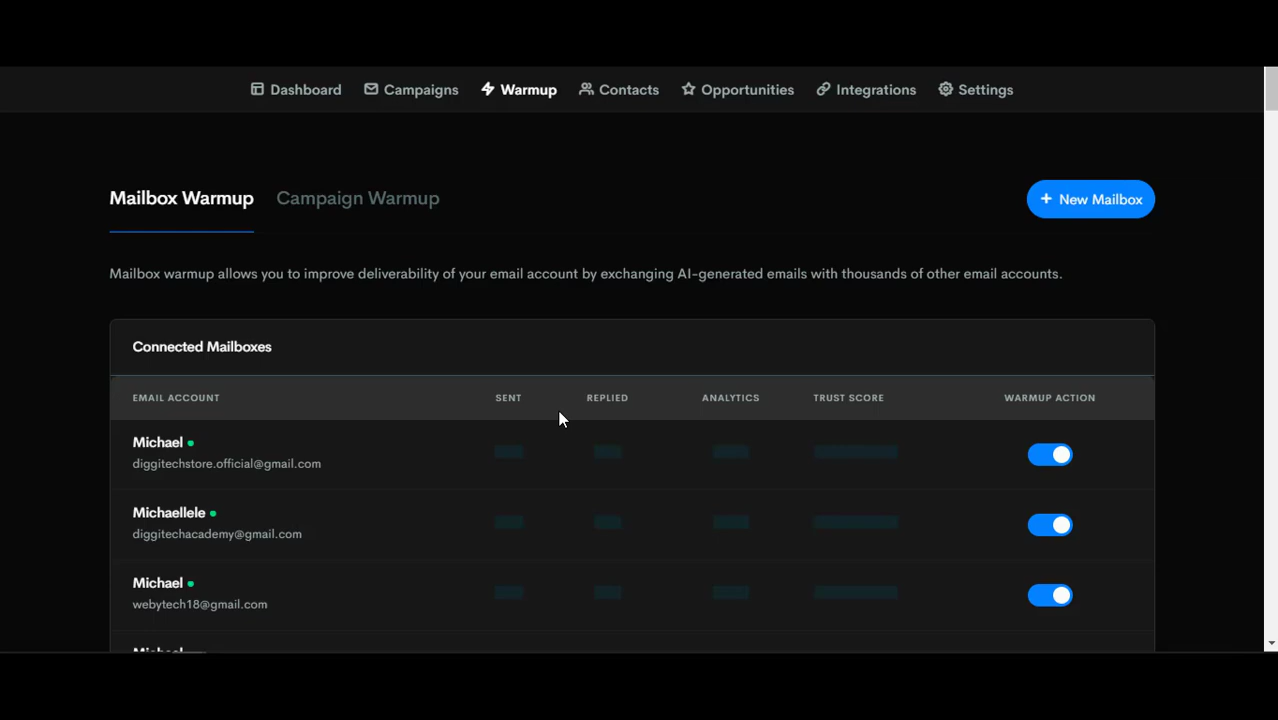 Dashboard Campaigns Warmup Contacts Opportunities Integrations Settings
Mailbox Warmup Campaign Warmup + New Mailbox
Mailbox warmup allows you to improve deliverability of your email account by exchanging AI-generated emails with thousands of other email accounts.
Connected Mailboxes
EMAIL ACCOUNT SENT REPLIED ANALYTICS TRUST SCORE WARMUP ACTION
Michael
diggitechstore.official@gmail.com
Michaellele
diggitechacademy@gmail.com
Michael
webytech18@gmail.com
Michael